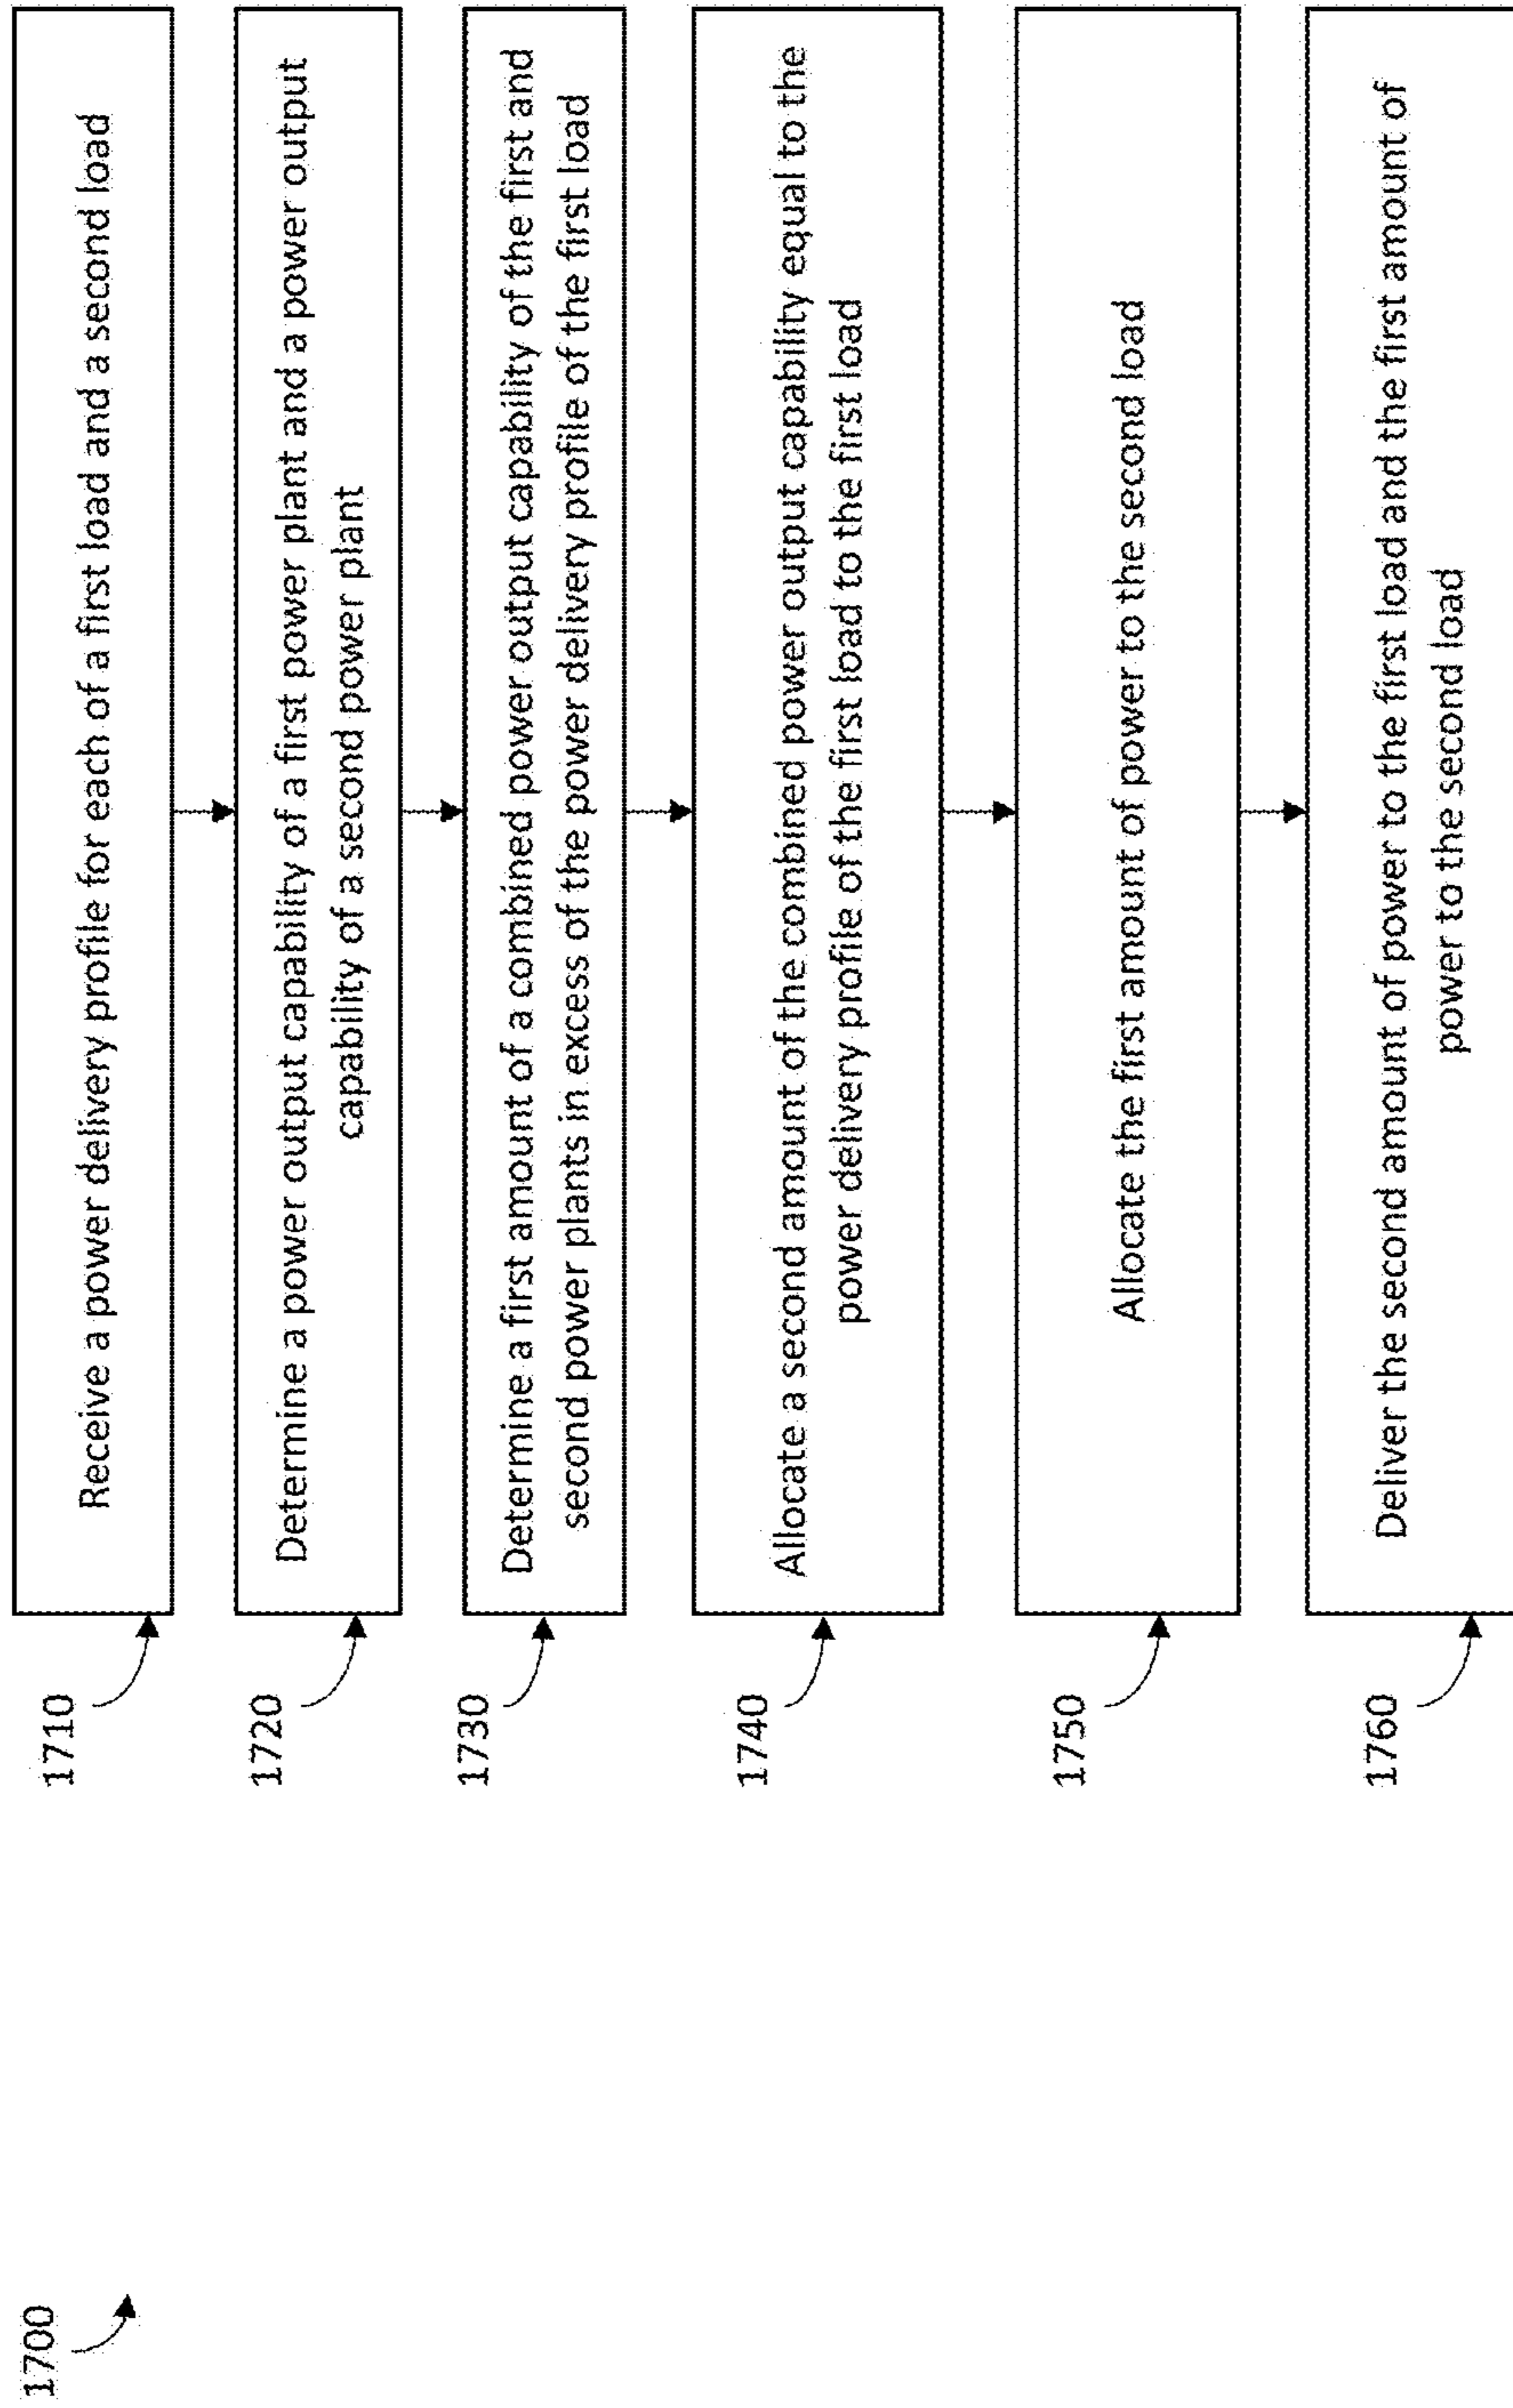 1700
1710
Receive a power delivery profile for each of a first load and a second load
1720
Determine a power output capability of a first power plant and a power output
capability of a second power plant
1730
Determine a first amount of a combined power output capability of the first and
second power plants in excess of the power delivery profile of the first load
1740
Allocate a second amount of the combined power output capability equal to the
power delivery profile of the first load to the first load
1750
Allocate the first amount of power to the second load
1760
Deliver the second amount of power to the first load and the first amount of
power to the second load